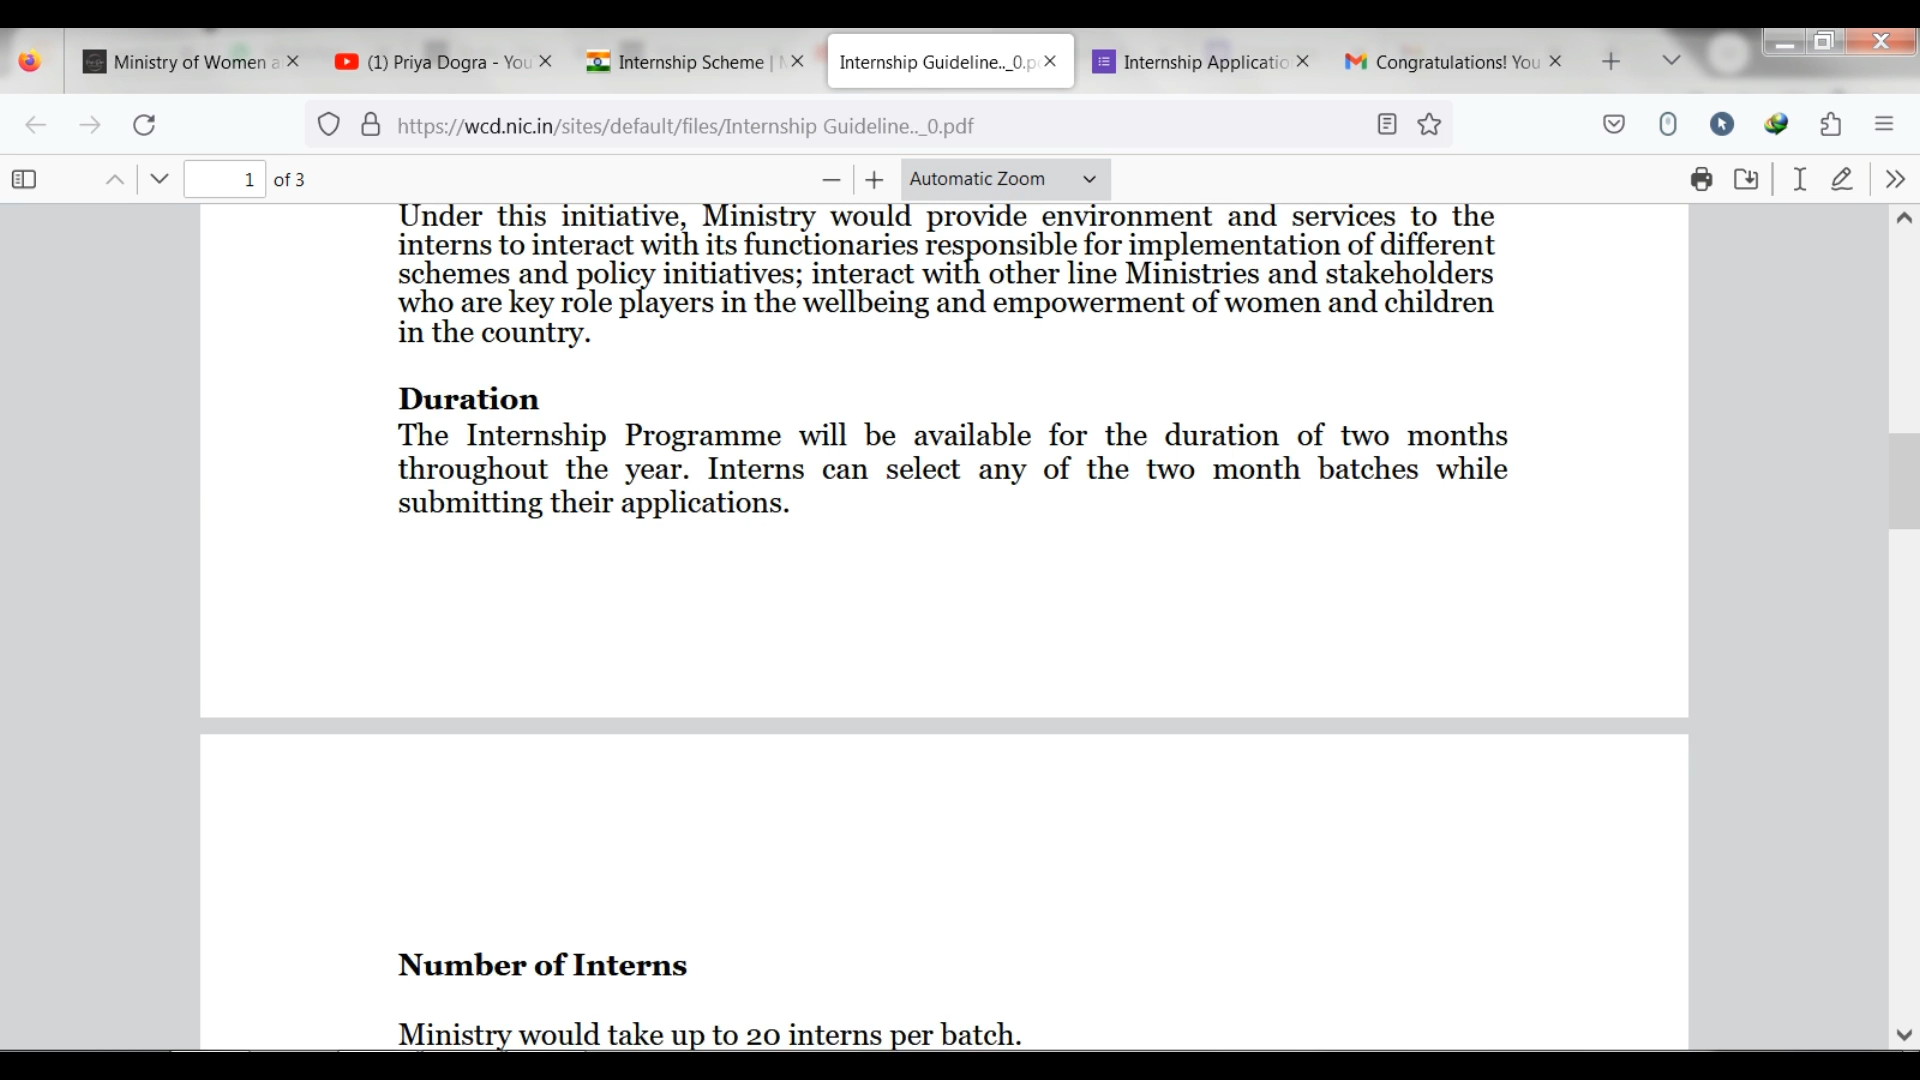 Ministry of Women a
(1) Priya Dogra - You
Internship Scheme |
Internship Guideline.._0.p
Internship Applicatio
Congratulations! You
https://wcd.nic.in/sites/default/files/Internship Guideline.._0.pdf
1 of 3
Automatic Zoom
Under this initiative, Ministry would provide environment and services to the
interns to interact with its functionaries responsible for implementation of different
schemes and policy initiatives; interact with other line Ministries and stakeholders
who are key role players in the wellbeing and empowerment of women and children
in the country.
Duration
The Internship Programme will be available for the duration of two months
throughout the year. Interns can select any of the two month batches while
submitting their applications.
Number of Interns
Ministry would take up to 20 interns per batch.